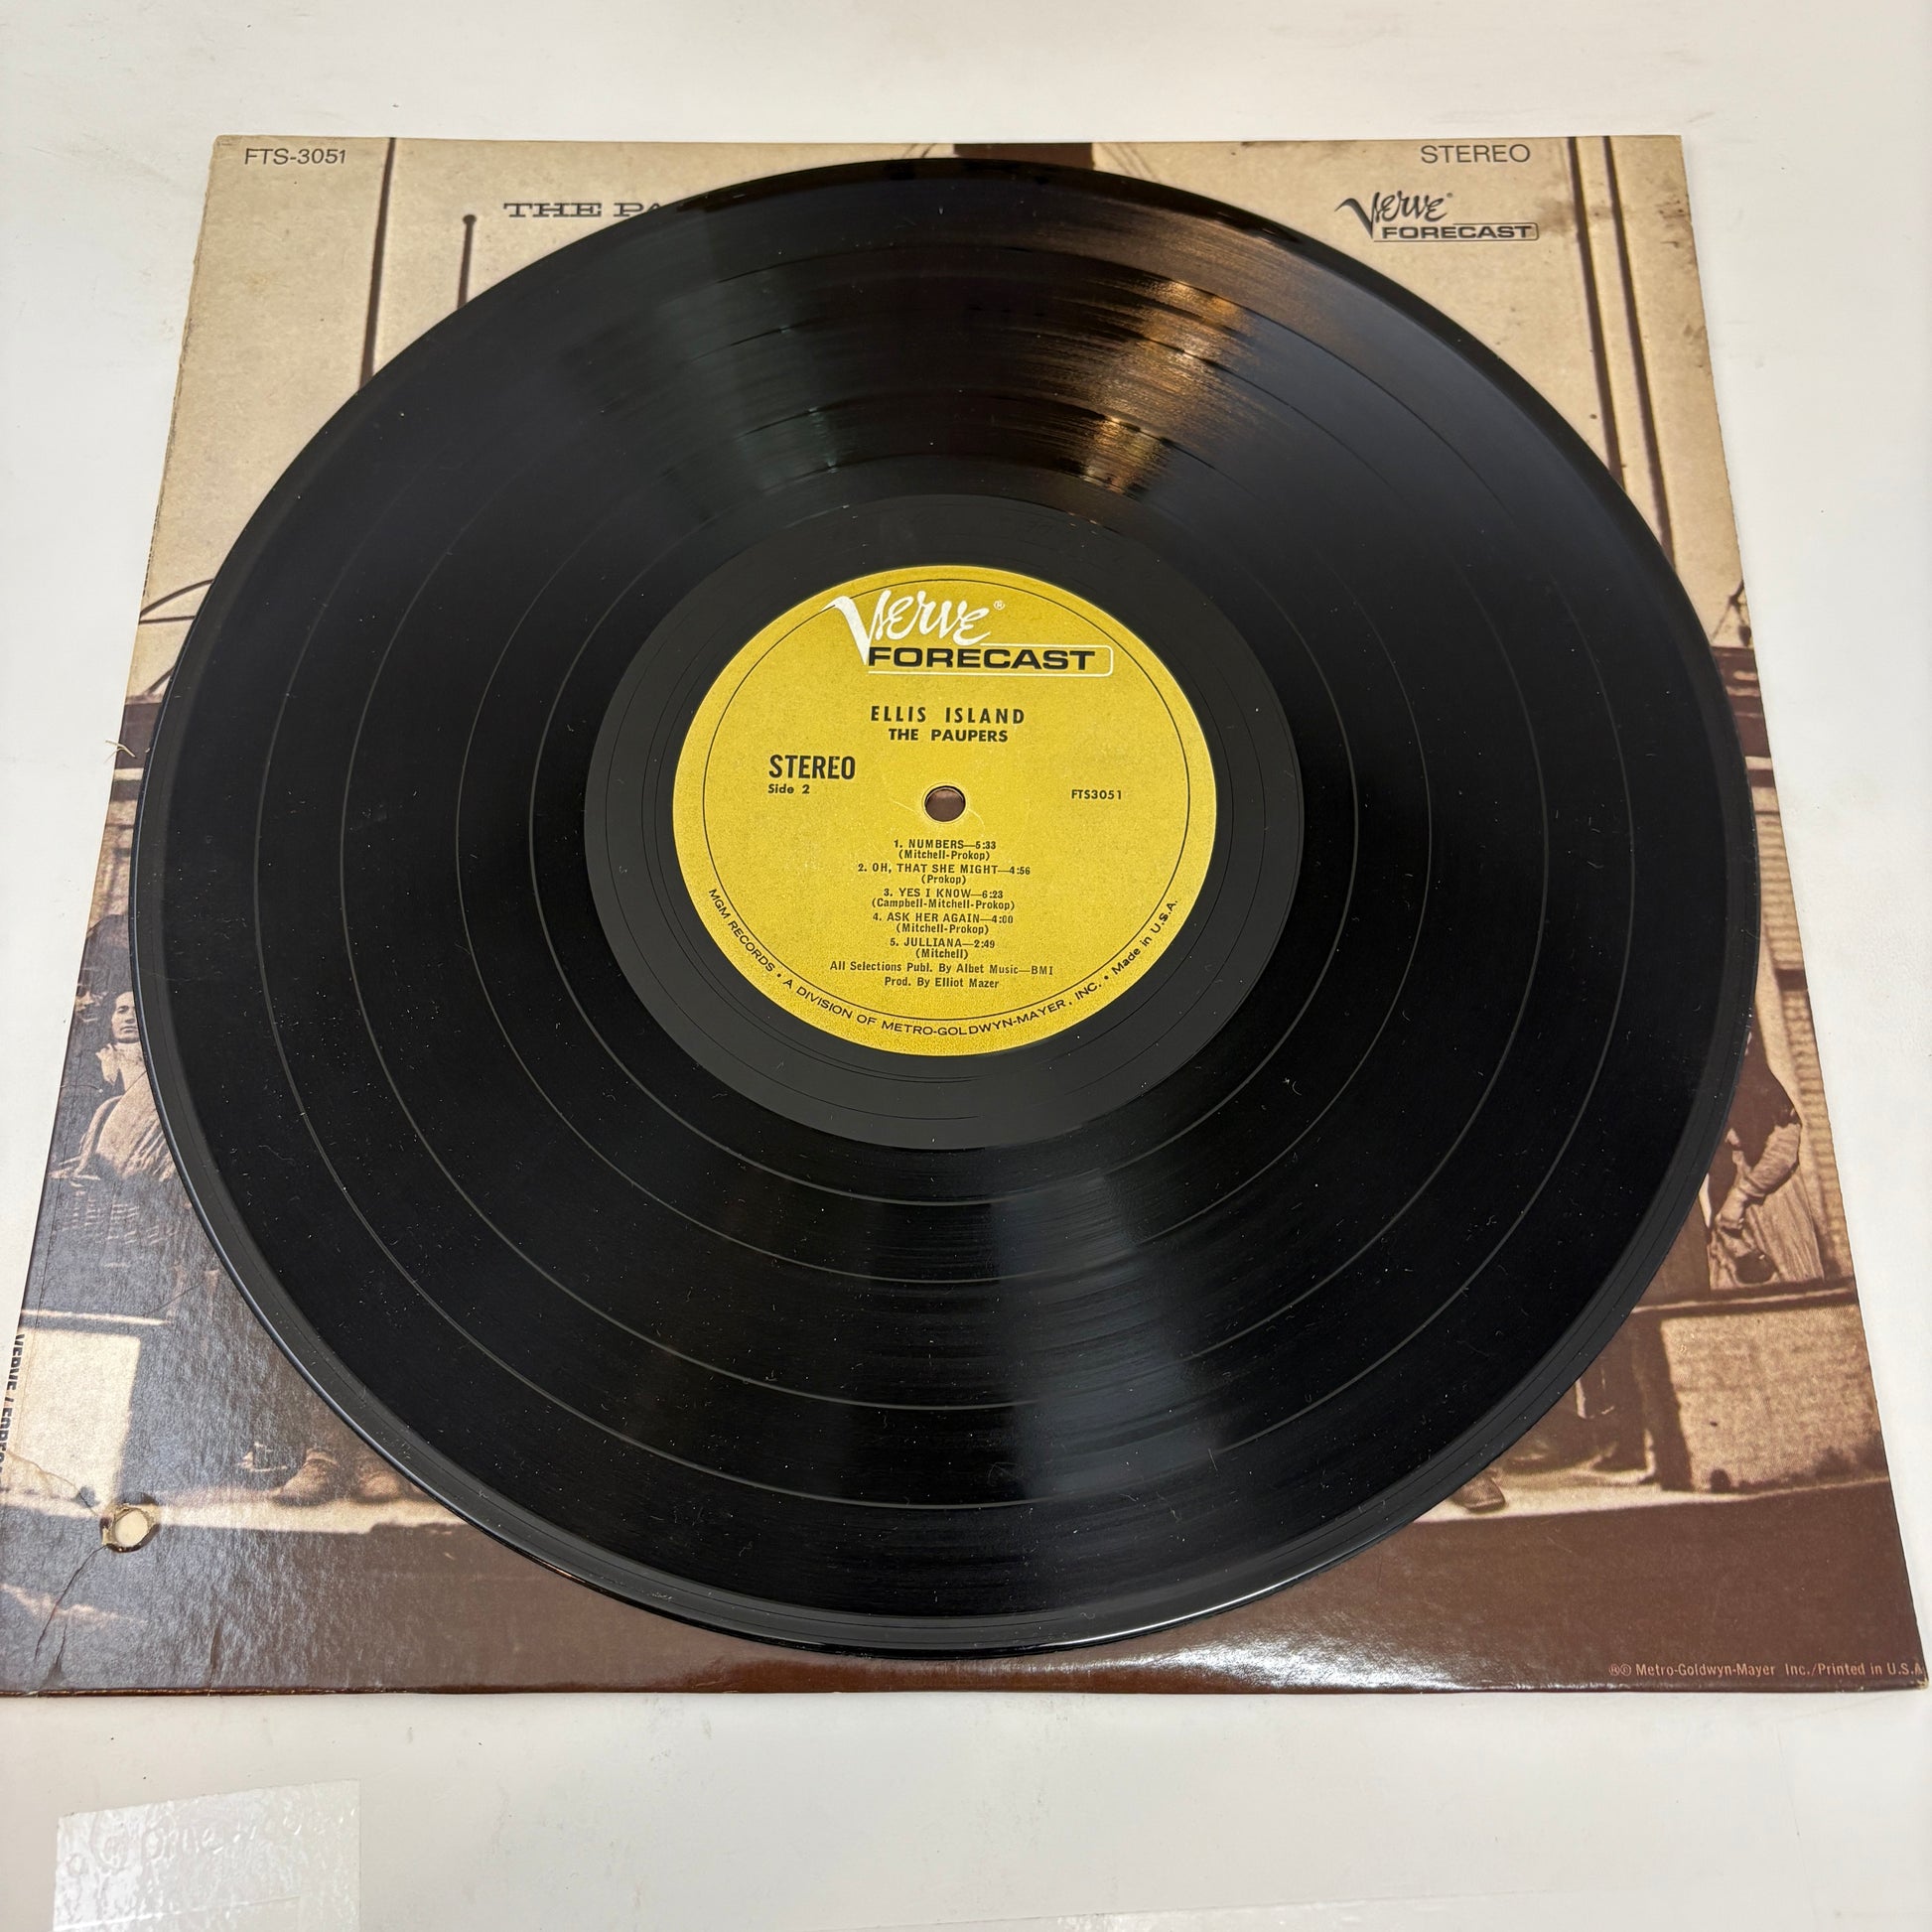 FTS-3051
STEREO
THE PA
Verve®
FORECAST
Verve®
FORECAST
ELLIS ISLAND
THE PAUPERS
STEREO
Side 2
FTS3051
1. NUMBERS—5:33
(Mitchell-Prokop)
2. OH, THAT SHE MIGHT—4:56
(Prokop)
3. YES I KNOW—6:23
(Campbell-Mitchell-Prokop)
4. ASK HER AGAIN—4:00
(Mitchell-Prokop)
5. JULLIANA—2:49
(Mitchell)
All Selections Publ. By Albet Music—BMI
Prod. By Elliot Mazer
MGM RECORDS • A DIVISION OF METRO-GOLDWYN-MAYER, INC. • Made in U.S.A.
VERVE / FORECA
℗© Metro-Goldwyn-Mayer Inc./Printed in U.S.A.